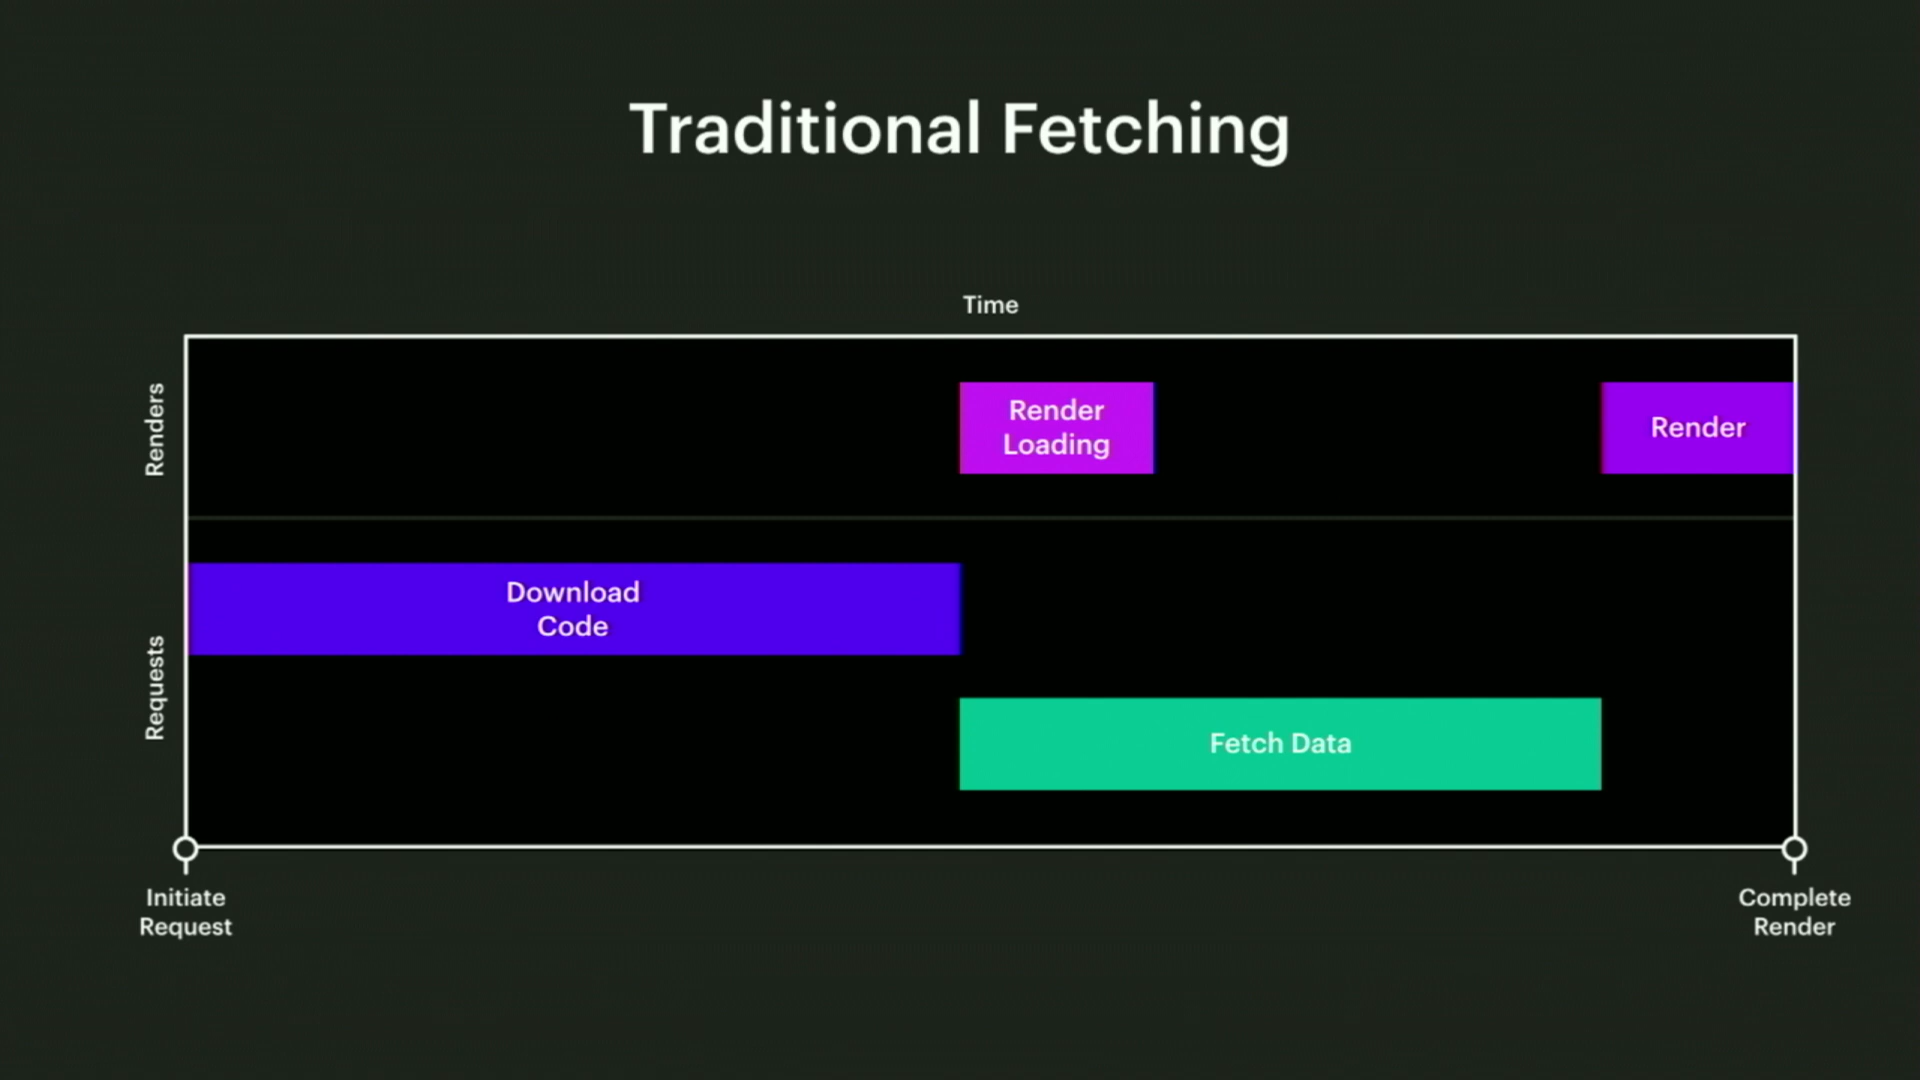 Traditional Fetching
Time
Renders
Render
Loading
Render
Requests
Download
Code
Fetch Data
Initiate
Request
Complete
Render